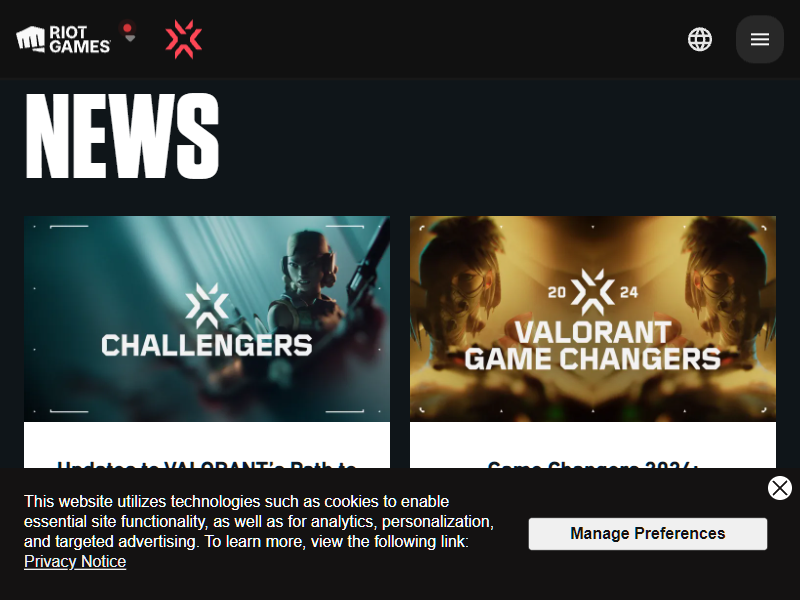 RIOT
GAMES
NEWS
CHALLENGERS
20 24
VALORANT
GAME CHANGERS
Updates to VALORANT's Path to
Game Changers 2024:
This website utilizes technologies such as cookies to enable
essential site functionality, as well as for analytics, personalization,
and targeted advertising. To learn more, view the following link:
Privacy Notice
Manage Preferences